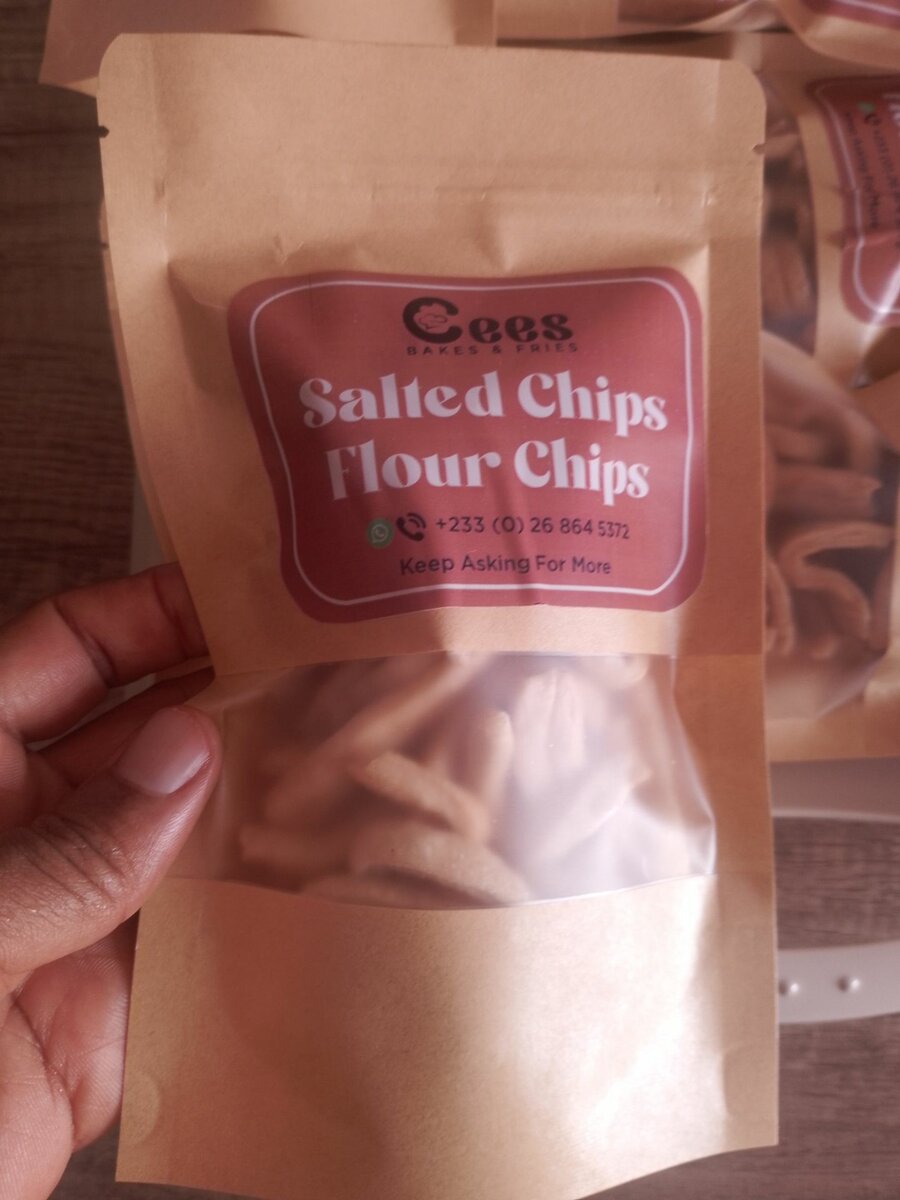 Cees
BAKES & FRIES
Salted Chips
Flour Chips
+233 (0) 26 864 5372
Keep Asking For More